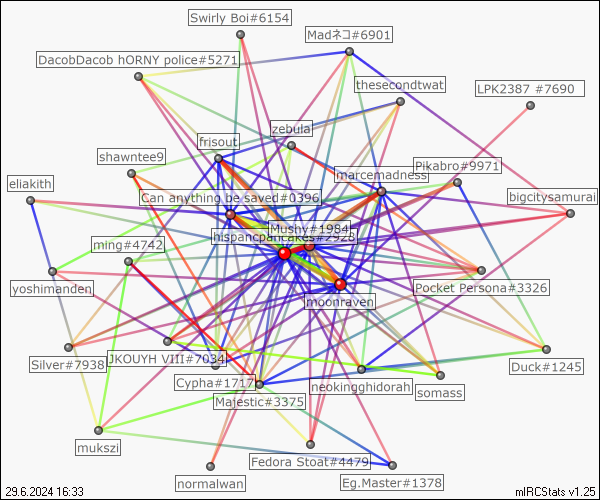 Swirly Boi#6154
Madネコ#6901
DacobDacob hORNY police#5271
thesecondtwat
LPK2387 #7690
zebula
frisout
shawntee9
Pikabro#9971
marcemadness
eliakith
Can anything be saved#0396
bigcitysamurai
Mushy#1984
hispancpancakes#2928
ming#4742
yoshimanden
Pocket Persona#3326
moonraven
JKOUYH VIII#7034
Silver#7938
Duck#1245
Cypha#1717
neokingghidorah
somass
Majestic#3375
mukszi
Fedora Stoat#4479
normalwan
Eg.Master#1378
29.6.2024 16:33
mIRCStats v1.25